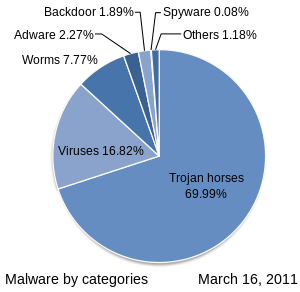 Backdoor 1.89%
Spyware 0.08%
Adware 2.27%
Others 1.18%
Worms 7.77%
Viruses 16.82%
Trojan horses
69.99%
Malware by categories
March 16, 2011